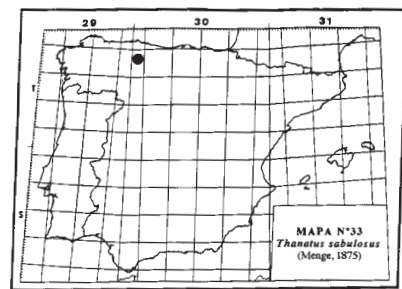 29 30 31
T
S
MAPA N°33
Thanatus sabulosus
(Menge, 1875)